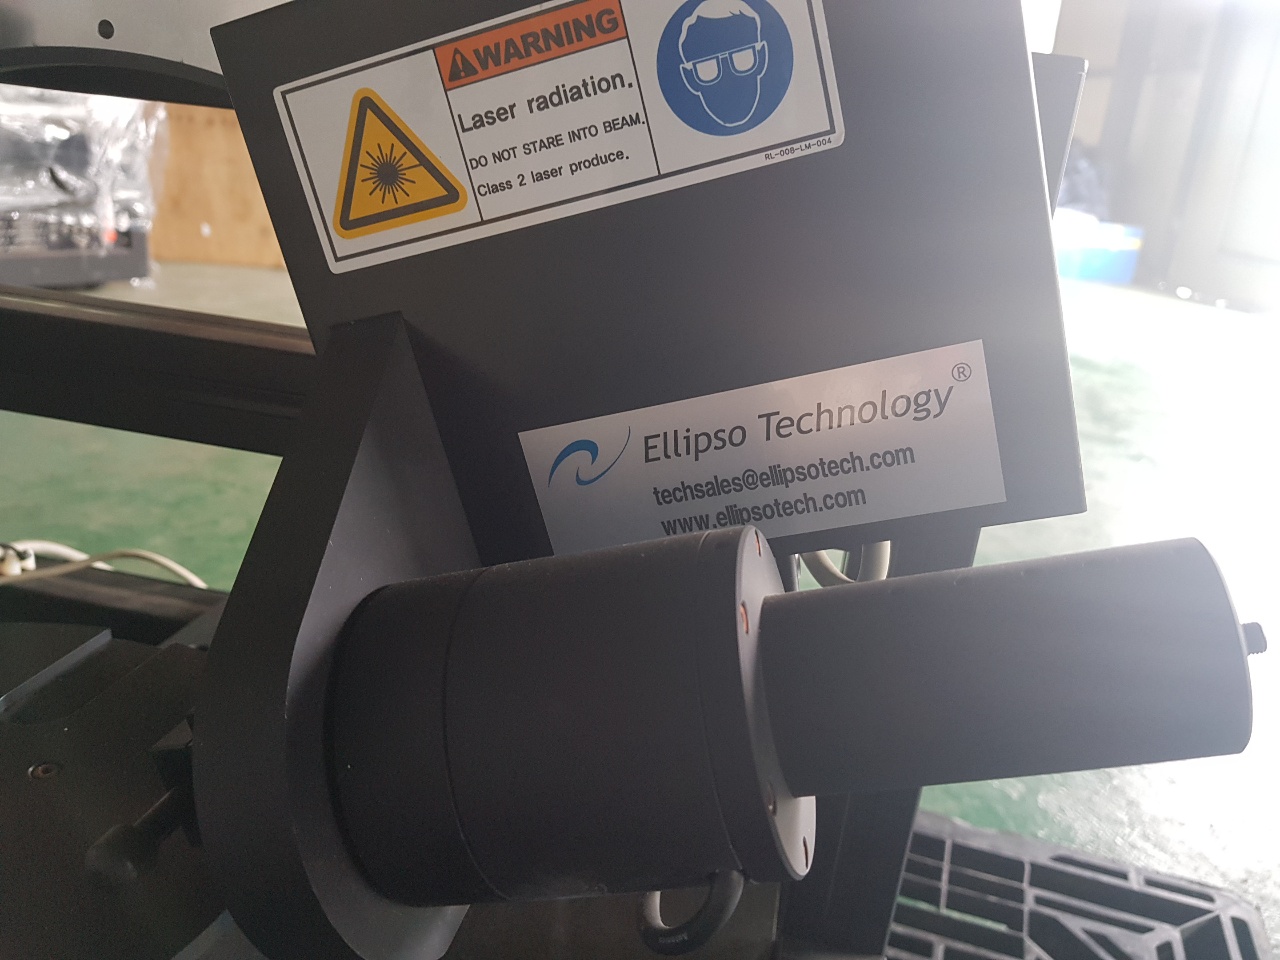 WARNING
Laser radiation.
DO NOT STARE INTO BEAM.
Class 2 laser produce.
RL-008-LM-004
Ellipso Technology®
techsales@ellipsotech.com
www.ellipsotech.com